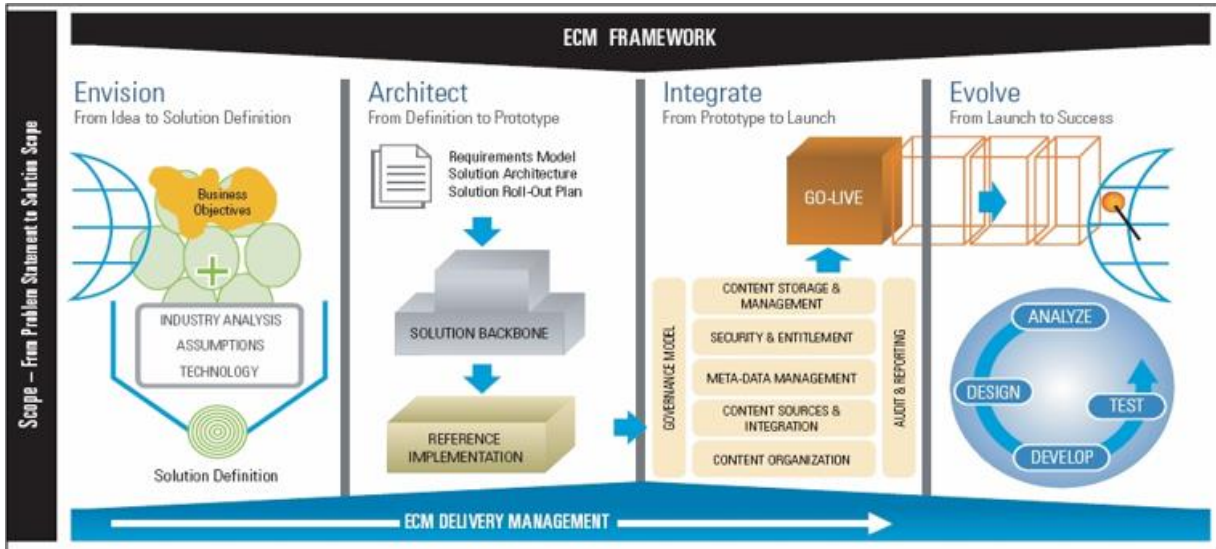 ECM FRAMEWORK
Scope – From Problem Statement to Solution Scope
Envision
From Idea to Solution Definition
Business
Objectives
INDUSTRY ANALYSIS
ASSUMPTIONS
TECHNOLOGY
Solution Definition
Architect
From Definition to Prototype
Requirements Model
Solution Architecture
Solution Roll-Out Plan
SOLUTION BACKBONE
REFERENCE
IMPLEMENTATION
Integrate
From Prototype to Launch
GO-LIVE
GOVERNANCE MODEL
CONTENT STORAGE &
MANAGEMENT
SECURITY & ENTITLEMENT
META-DATA MANAGEMENT
CONTENT SOURCES &
INTEGRATION
CONTENT ORGANIZATION
AUDIT & REPORTING
Evolve
From Launch to Success
ANALYZE
DESIGN
TEST
DEVELOP
ECM DELIVERY MANAGEMENT